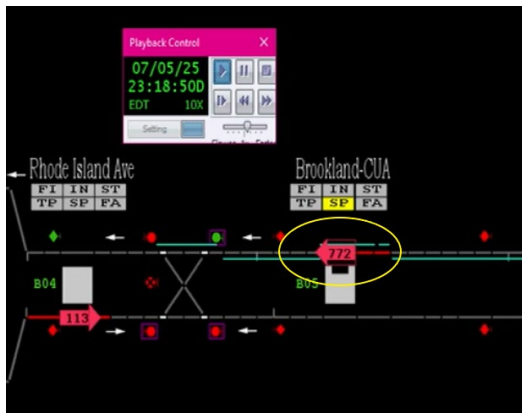 Playback Control
07/05/25
23:18:50D
EDT 10X
Setting
Rhode Island Ave
FI IN ST
TP SP FA
Brookland-CUA
FI IN ST
TP SP FA
772
B04
B05
113